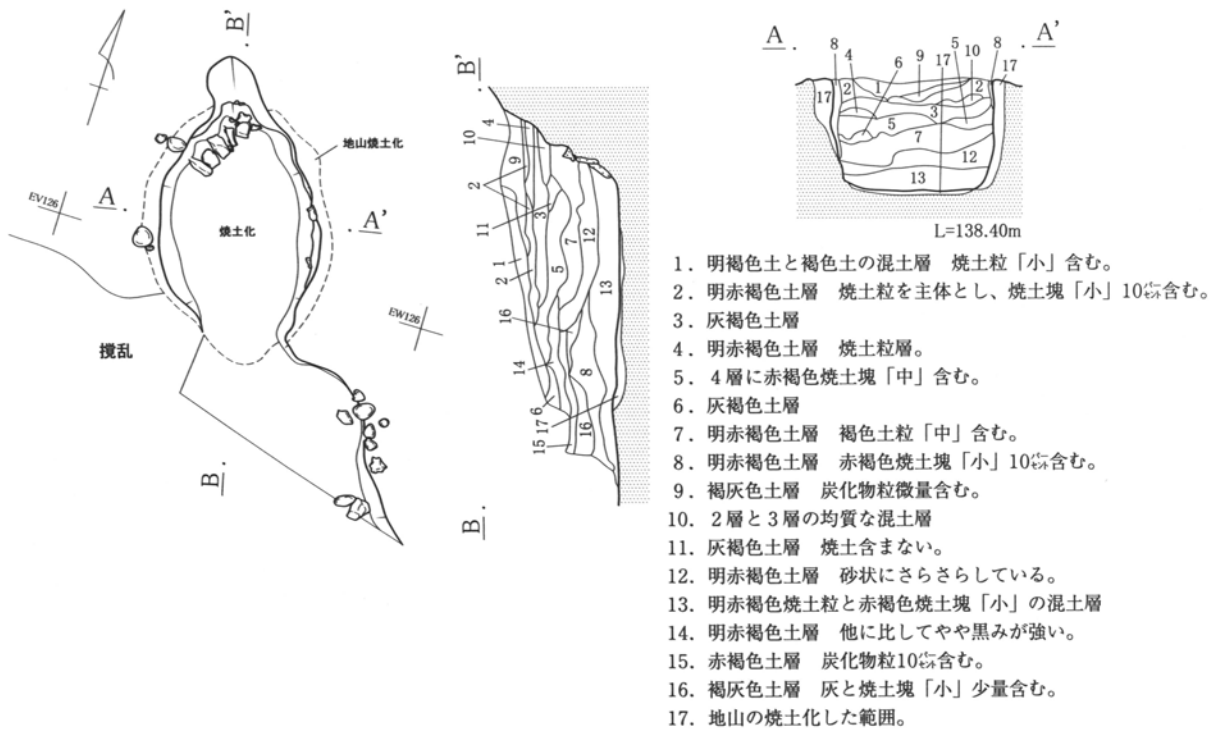 B'
地山焼土化
EV126
A
A'
焼土化
EW126
撹乱
B
B'
4
10
9
2
3
11
7
12
5
1
2
13
16
14
8
6
17
15
16
B
A
A'
8
4
6
9
17
5
10
8
17
17
2
1
2
3
5
7
12
13
L=138.40m
1．明褐色土と褐色土の混土層　焼土粒「小」含む。
2．明赤褐色土層　焼土粒を主体とし、焼土塊「小」10㌫含む。
3．灰褐色土層
4．明赤褐色土層　焼土粒層。
5．4層に赤褐色焼土塊「中」含む。
6．灰褐色土層
7．明赤褐色土層　褐色土粒「中」含む。
8．明赤褐色土層　赤褐色焼土塊「小」10㌫含む。
9．褐灰色土層　炭化物粒微量含む。
10．2層と3層の均質な混土層
11．灰褐色土層　焼土含まない。
12．明赤褐色土層　砂状にさらさらしている。
13．明赤褐色焼土粒と赤褐色焼土塊「小」の混土層
14．明赤褐色土層　他に比してやや黒みが強い。
15．赤褐色土層　炭化物粒10㌫含む。
16．褐灰色土層　灰と焼土塊「小」少量含む。
17．地山の焼土化した範囲。